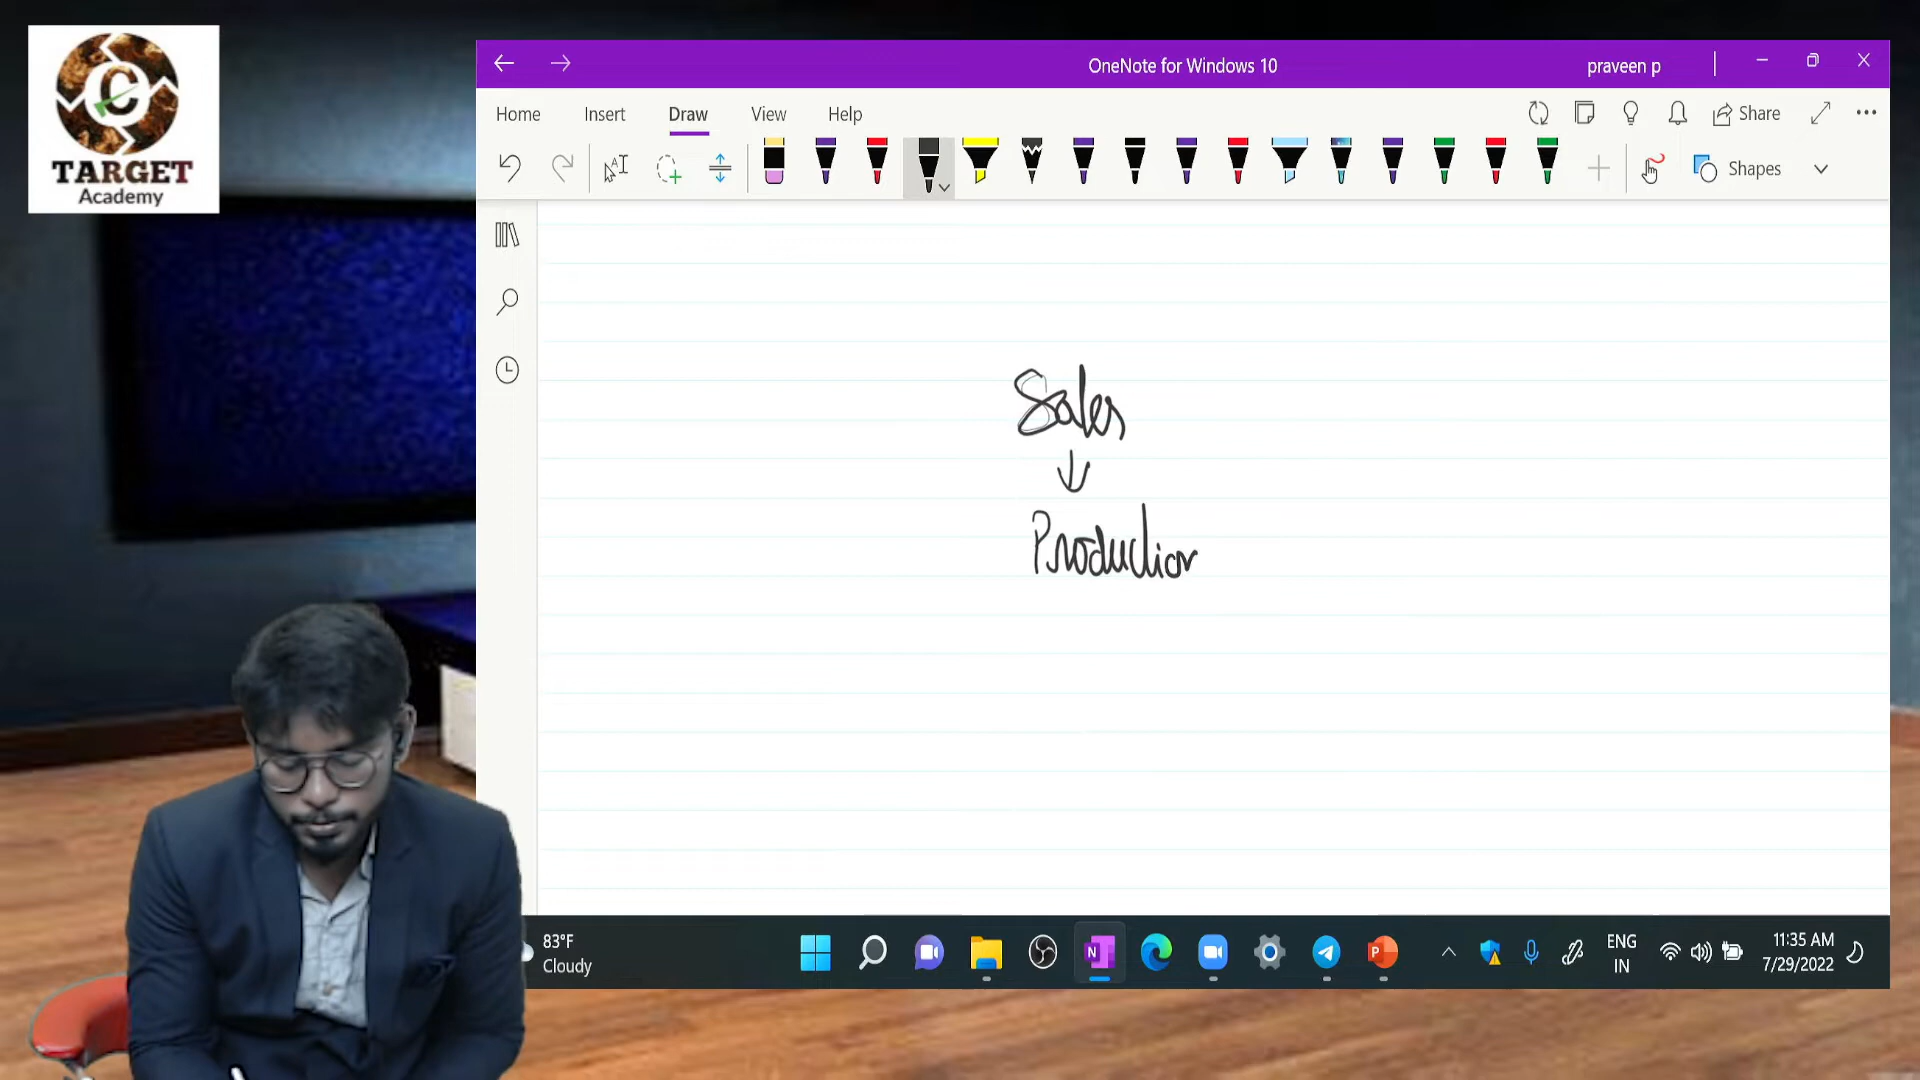 TARGET
Academy
OneNote for Windows 10
praveen p
Home Insert Draw View Help
Share
Shapes
Sales
↓
Production
83°F
Cloudy
ENG
IN
11:35 AM
7/29/2022